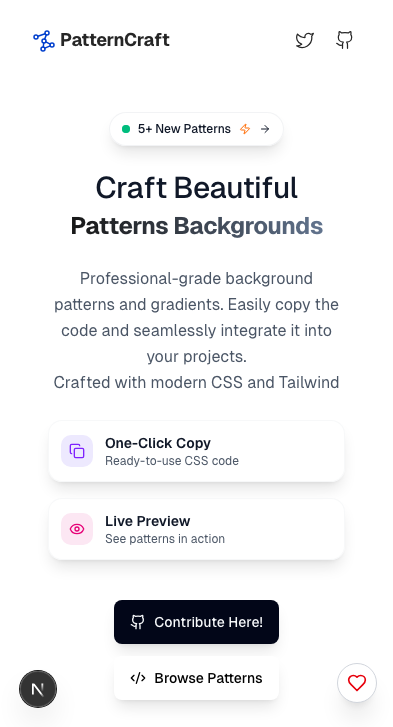 PatternCraft
5+ New Patterns
Craft Beautiful
Patterns Backgrounds
Professional-grade background
patterns and gradients. Easily copy the
code and seamlessly integrate it into
your projects.
Crafted with modern CSS and Tailwind
One-Click Copy
Ready-to-use CSS code
Live Preview
See patterns in action
Contribute Here!
Browse Patterns
N